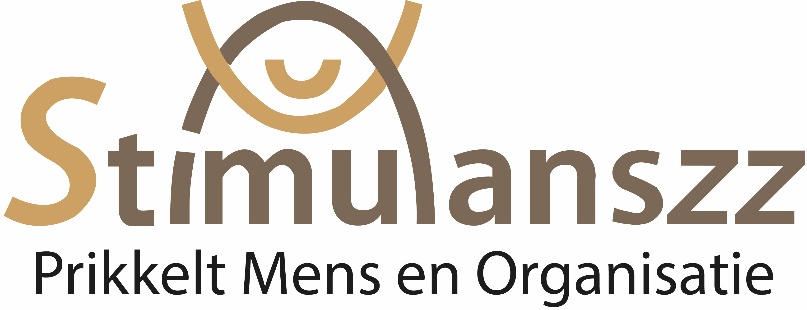 Stimulanszz
Prikkelt Mens en Organisatie